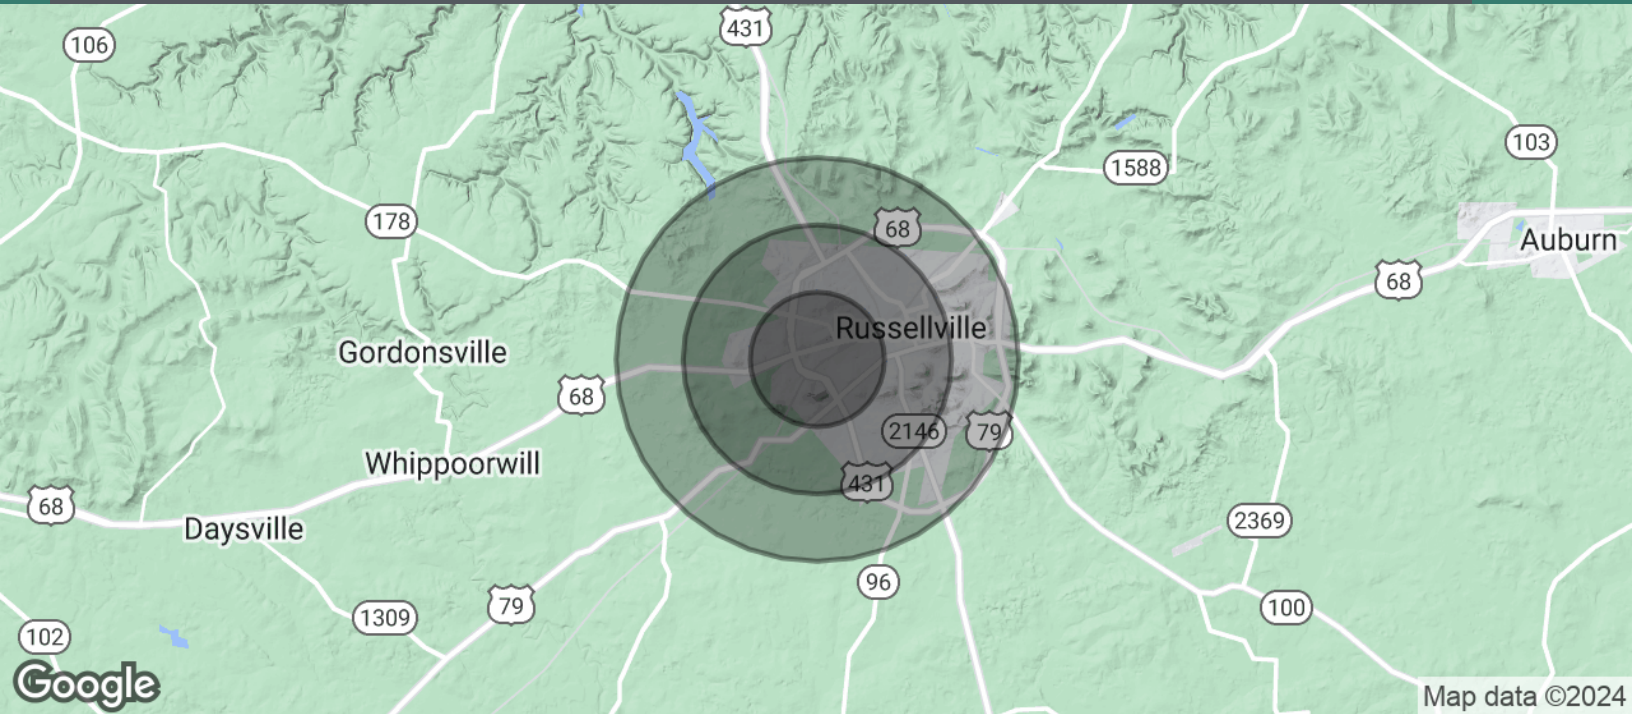 431
106
103
1588
178
68
Auburn
68
Russellville
Gordonsville
68
2146
79
Whippoorwill
431
68
2369
Daysville
96
79
100
1309
102
Google
Map data ©2024